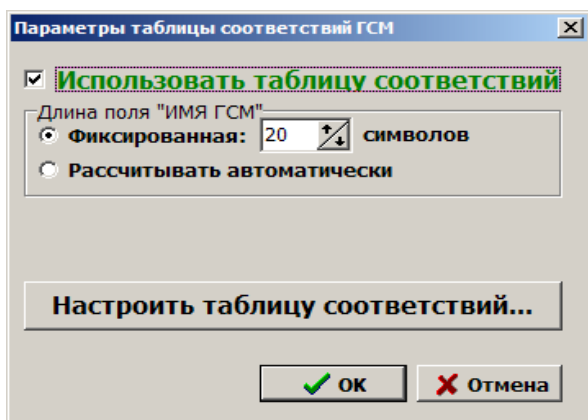 Параметры таблицы соответствий ГСМ
Использовать таблицу соответствий
Длина поля "ИМЯ ГСМ"
Фиксированная: 20 символов
Рассчитывать автоматически
Настроить таблицу соответствий...
OK Отмена